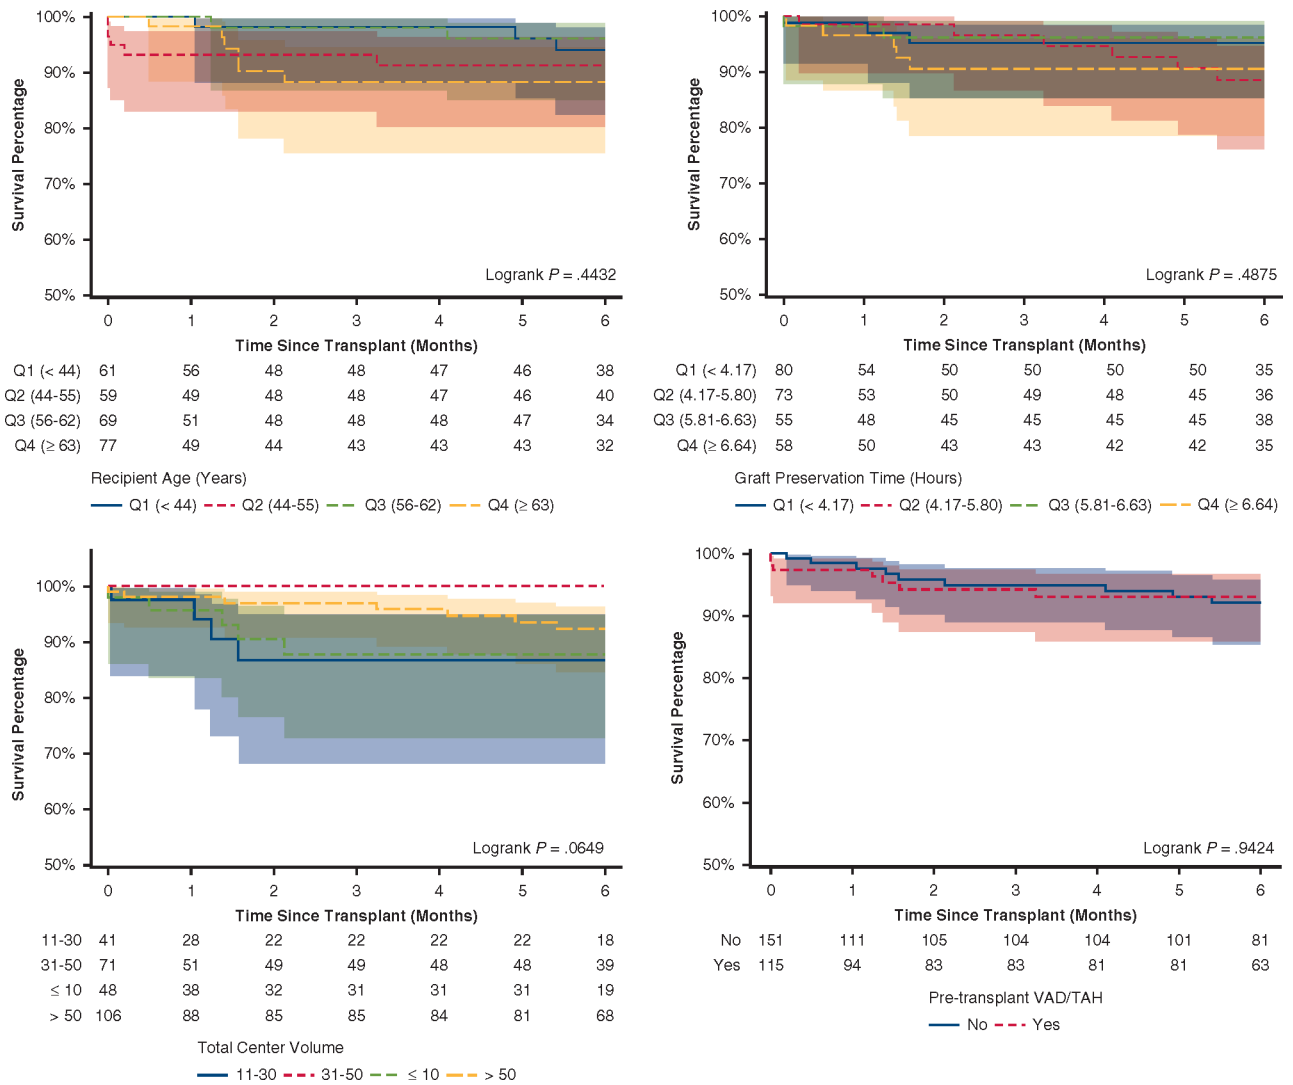 100%
90%
80%
70%
60%
50%
Survival Percentage
Logrank P = .4432
0 1 2 3 4 5 6
Time Since Transplant (Months)
Q1 (< 44) 61 56 48 48 47 46 38
Q2 (44-55) 59 49 48 48 47 46 40
Q3 (56-62) 69 51 48 48 48 47 34
Q4 (≥ 63) 77 49 44 43 43 43 32
Recipient Age (Years)
Q1 (< 44) Q2 (44-55) Q3 (56-62) Q4 (≥ 63)
100%
90%
80%
70%
60%
50%
Survival Percentage
Logrank P = .4875
0 1 2 3 4 5 6
Time Since Transplant (Months)
Q1 (< 4.17) 80 54 50 50 50 50 35
Q2 (4.17-5.80) 73 53 50 49 48 45 36
Q3 (5.81-6.63) 55 48 45 45 45 45 38
Q4 (≥ 6.64) 58 50 43 43 42 42 35
Graft Preservation Time (Hours)
Q1 (< 4.17) Q2 (4.17-5.80) Q3 (5.81-6.63) Q4 (≥ 6.64)
100%
90%
80%
70%
60%
50%
Survival Percentage
Logrank P = .0649
0 1 2 3 4 5 6
Time Since Transplant (Months)
11-30 41 28 22 22 22 22 18
31-50 71 51 49 49 48 48 39
≤ 10 48 38 32 31 31 31 19
> 50 106 88 85 85 84 81 68
Total Center Volume
11-30 31-50 ≤ 10 > 50
100%
90%
80%
70%
60%
50%
Survival Percentage
Logrank P = .9424
0 1 2 3 4 5 6
Time Since Transplant (Months)
No 151 111 105 104 104 101 81
Yes 115 94 83 83 81 81 63
Pre-transplant VAD/TAH
No Yes